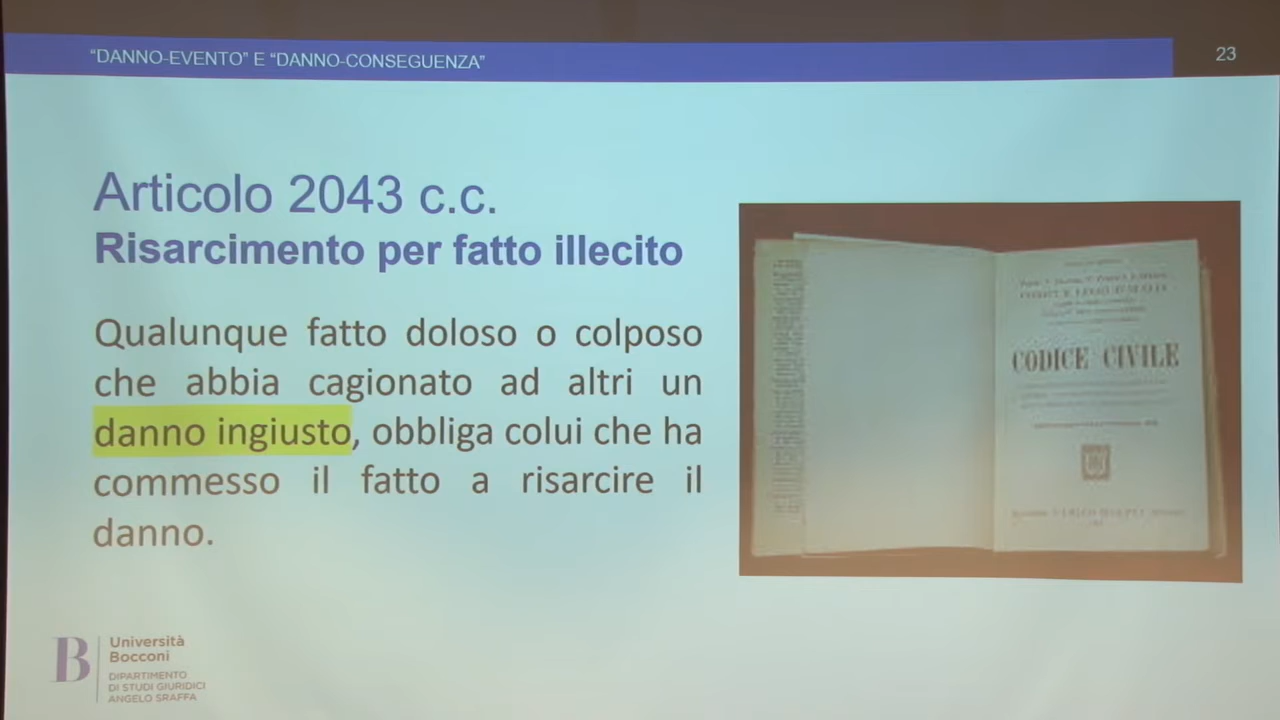 “DANNO-EVENTO” E “DANNO-CONSEGUENZA”
23
Articolo 2043 c.c.
Risarcimento per fatto illecito
Qualunque fatto doloso o colposo
che abbia cagionato ad altri un
danno ingiusto, obbliga colui che ha
commesso il fatto a risarcire il
danno.
CODICE CIVILE
B
Università
Bocconi
DIPARTIMENTO
DI STUDI GIURIDICI
ANGELO SRAFFA